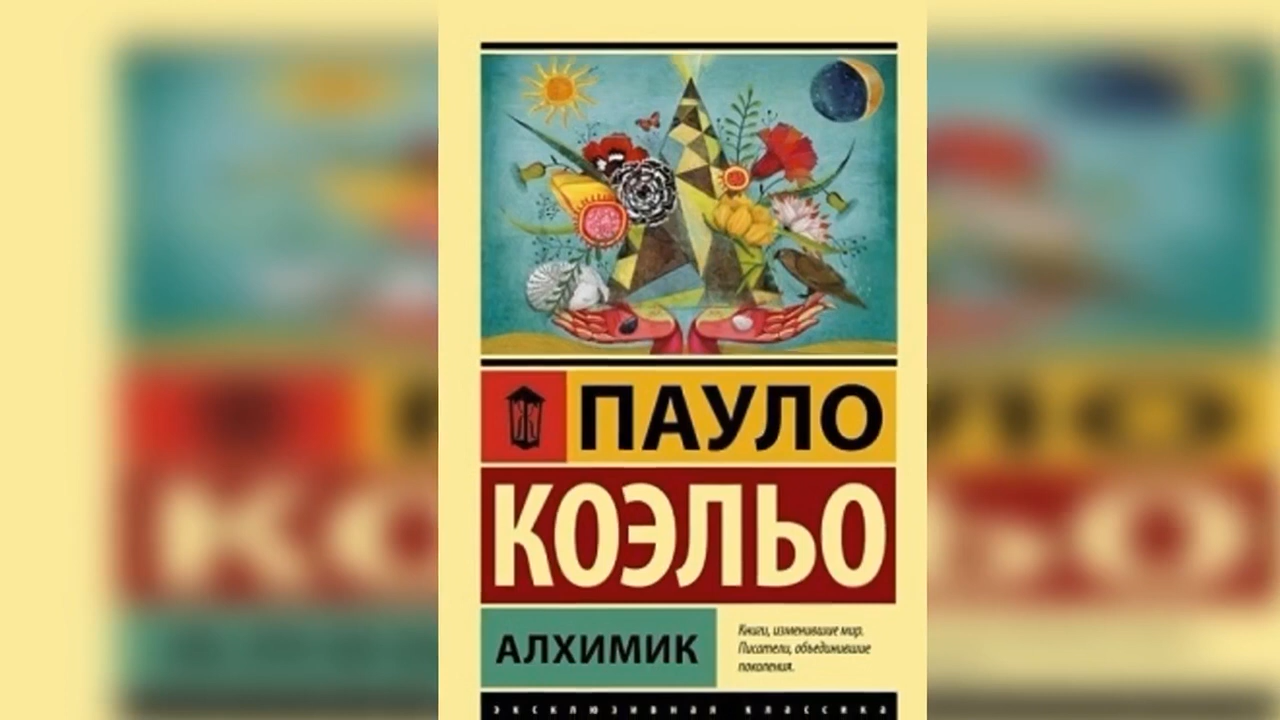 ПАУЛО
КОЭЛЬО
АЛХИМИК
Книги, изменившие мир.
Писатели, объединившие
поколения.
эксклюзивная классика